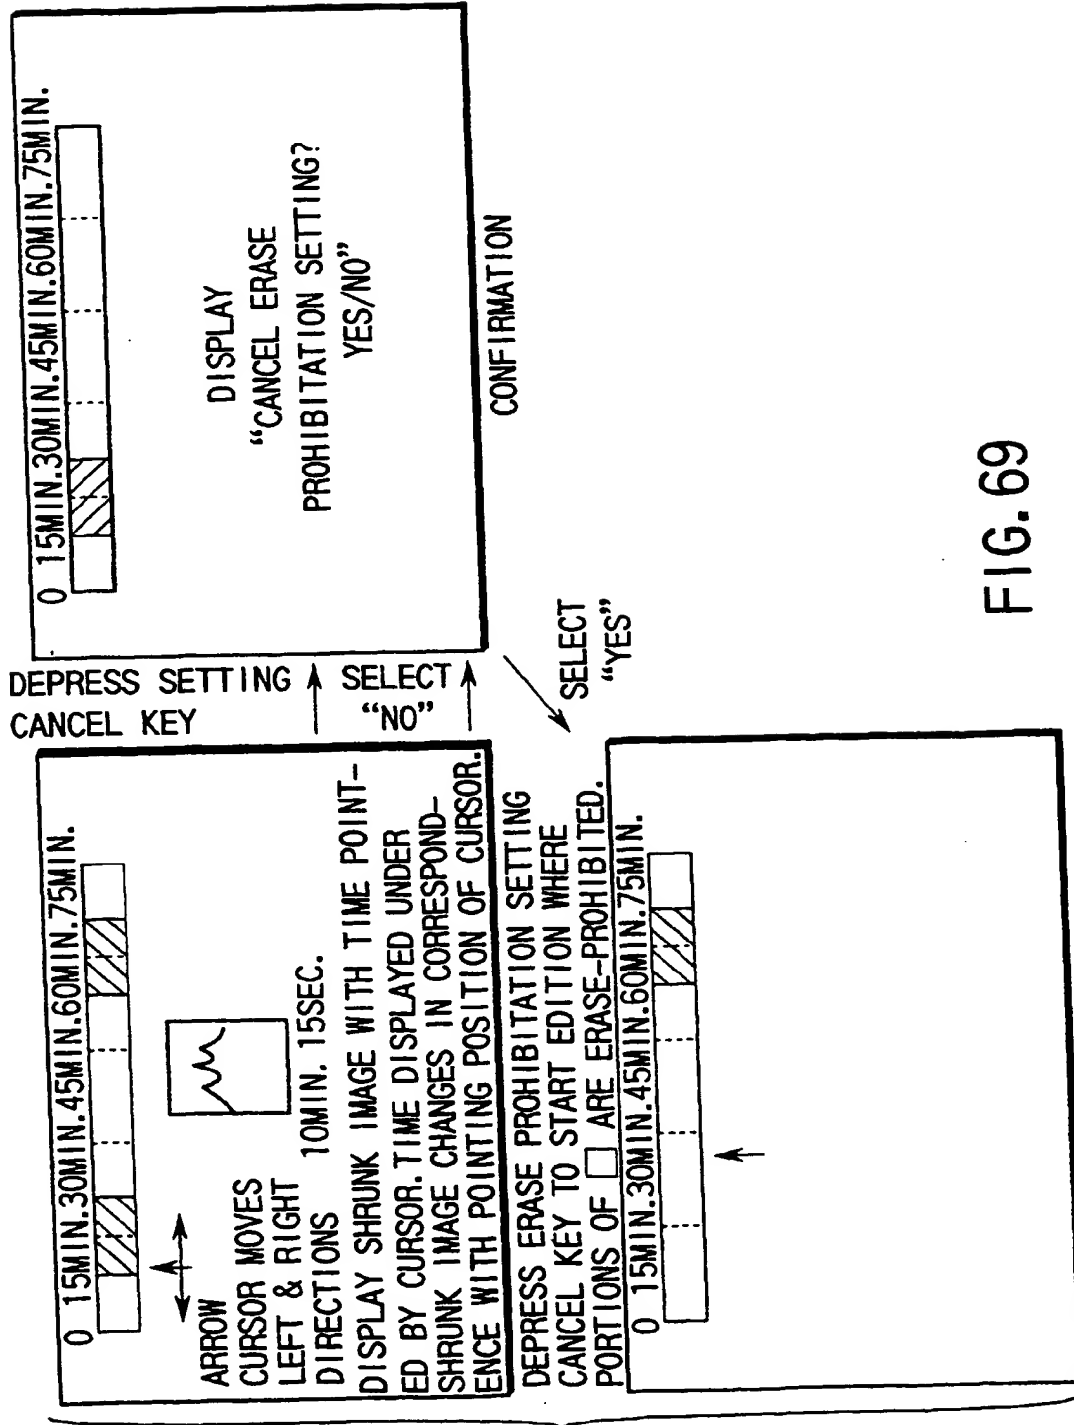 0 15MIN.30MIN.45MIN.60MIN.75MIN.
ARROW
CURSOR MOVES
LEFT & RIGHT
DIRECTIONS
10MIN. 15SEC.
DISPLAY SHRUNK IMAGE WITH TIME POINT-
ED BY CURSOR.TIME DISPLAYED UNDER
SHRUNK IMAGE CHANGES IN CORRESPOND-
ENCE WITH POINTING POSITION OF CURSOR.
DEPRESS SETTING
CANCEL KEY
SELECT
“NO”
0 15MIN.30MIN.45MIN.60MIN.75MIN.
DISPLAY
“CANCEL ERASE
PROHIBITATION SETTING?
YES/NO”
CONFIRMATION
SELECT
“YES”
DEPRESS ERASE PROHIBITATION SETTING
CANCEL KEY TO START EDITION WHERE
PORTIONS OF □ ARE ERASE-PROHIBITED.
0 15MIN.30MIN.45MIN.60MIN.75MIN.
FIG. 69